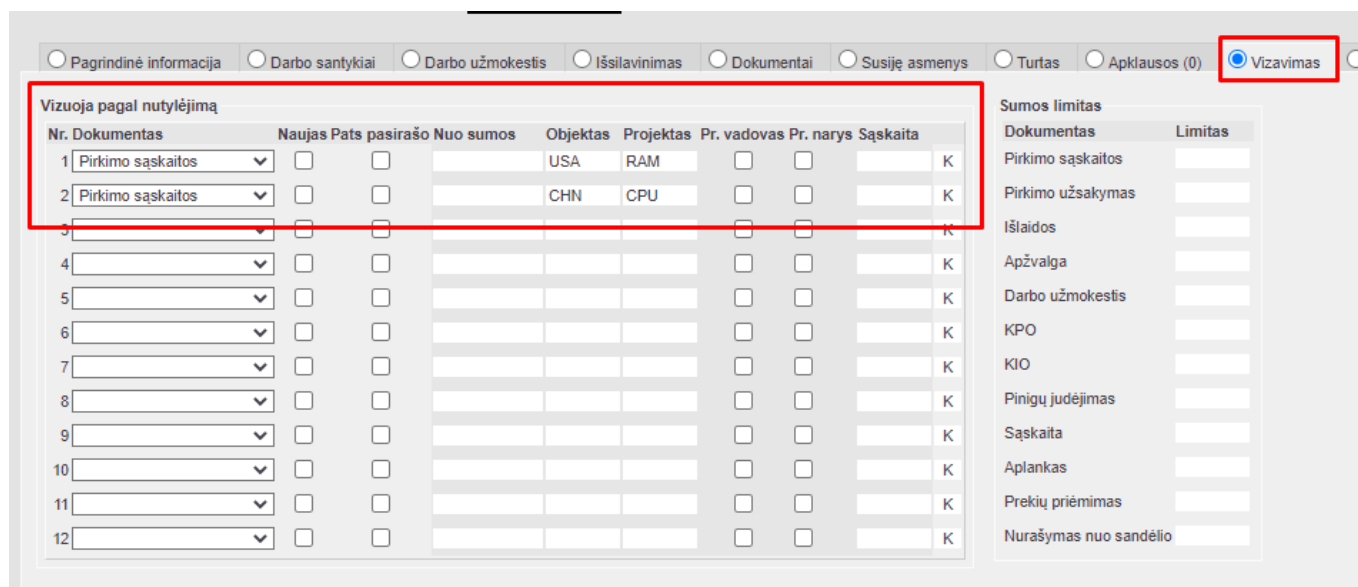 Pagrindinė informacija Darbo santykiai Darbo užmokestis Išsilavinimas Dokumentai Susiję asmenys Turtas Apklausos (0) Vizavimas
Vizuoja pagal nutylėjimą
Nr. Dokumentas Naujas Pats pasirašo Nuo sumos Objektas Projektas Pr. vadovas Pr. narys Sąskaita
1 Pirkimo sąskaitos USA RAM K
2 Pirkimo sąskaitos CHN CPU K
3 K
4 K
5 K
6 K
7 K
8 K
9 K
10 K
11 K
12 K
Sumos limitas
Dokumentas Limitas
Pirkimo sąskaitos
Pirkimo užsakymas
Išlaidos
Apžvalga
Darbo užmokestis
KPO
KIO
Pinigų judėjimas
Sąskaita
Aplankas
Prekių priėmimas
Nurašymas nuo sandėlio